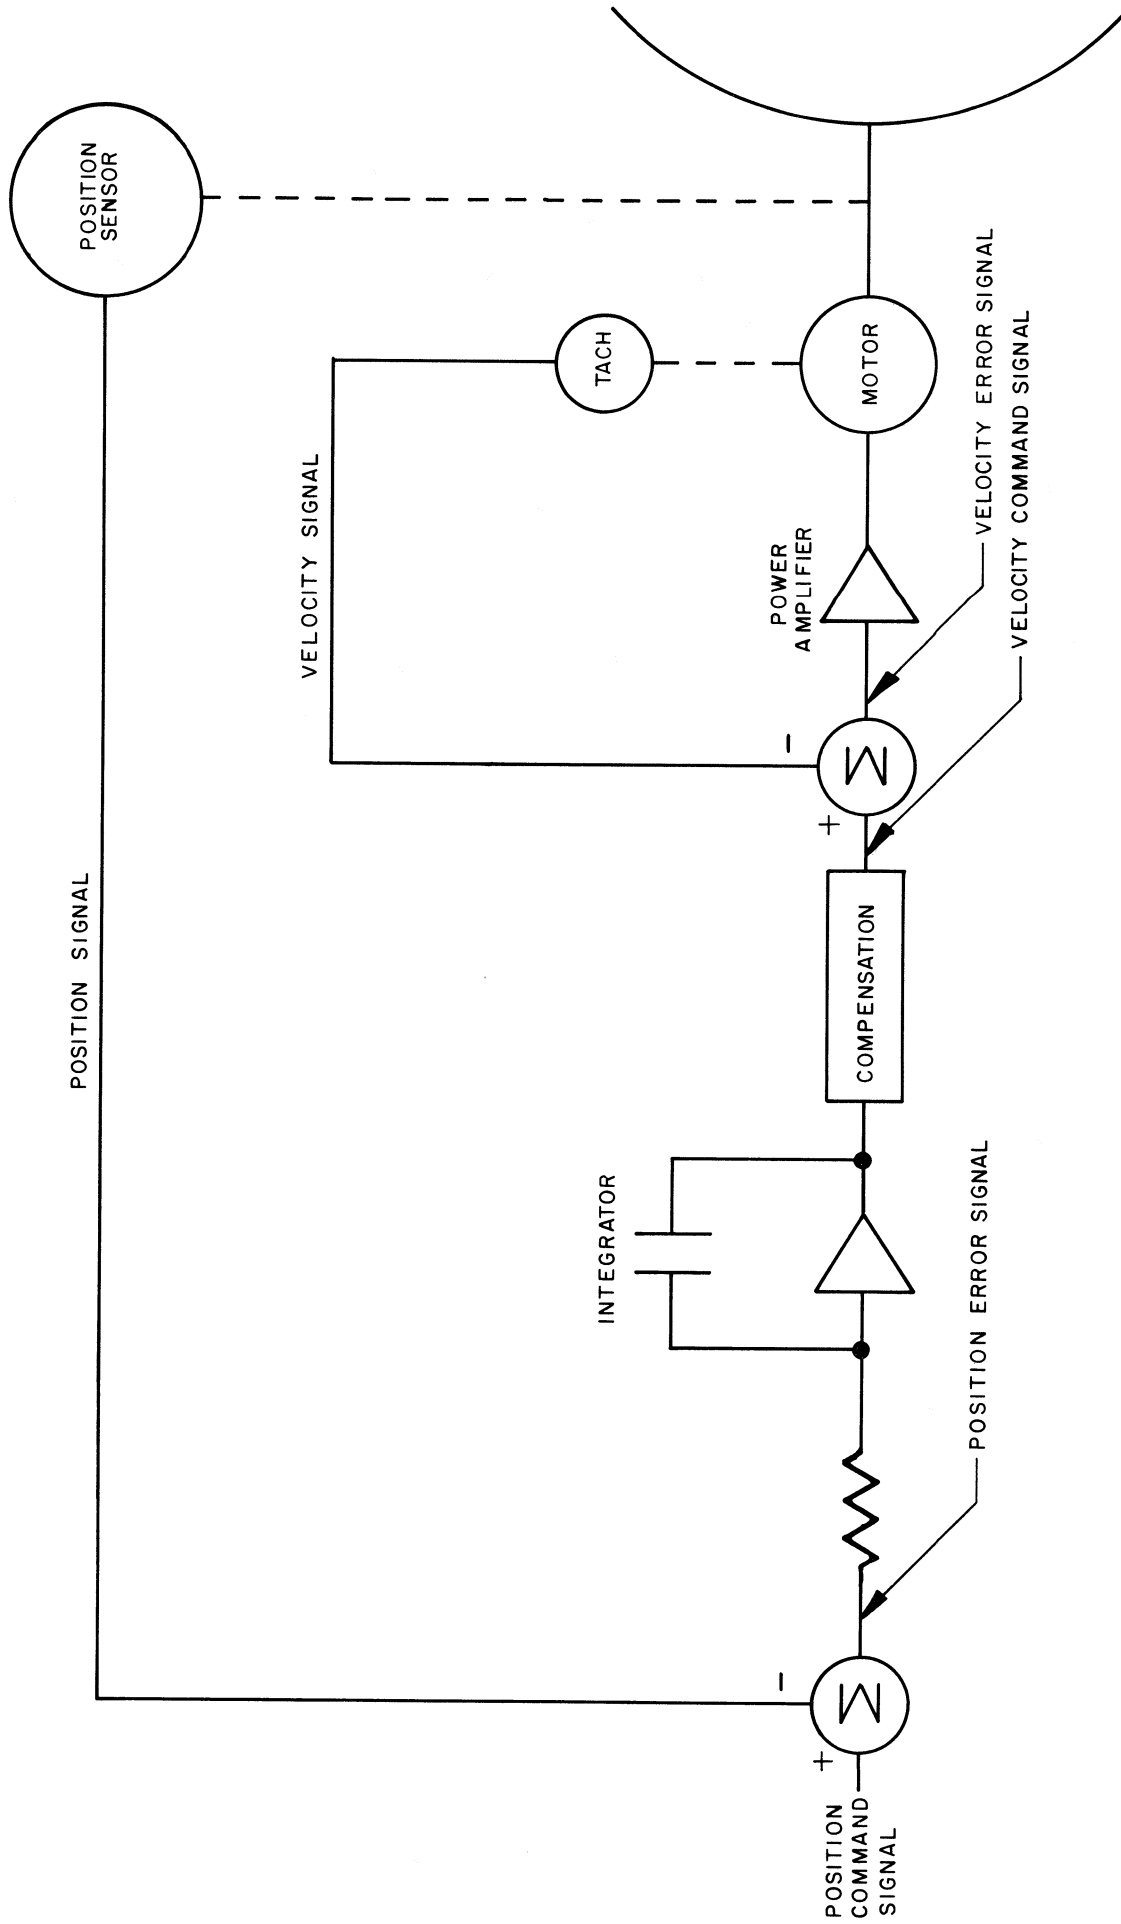 POSITION
SENSOR
POSITION SIGNAL
VELOCITY SIGNAL
TACH
INTEGRATOR
POWER
AMPLIFIER
MOTOR
-
-
+
+
Σ
Σ
COMPENSATION
POSITION
COMMAND
SIGNAL
POSITION ERROR SIGNAL
VELOCITY ERROR SIGNAL
VELOCITY COMMAND SIGNAL